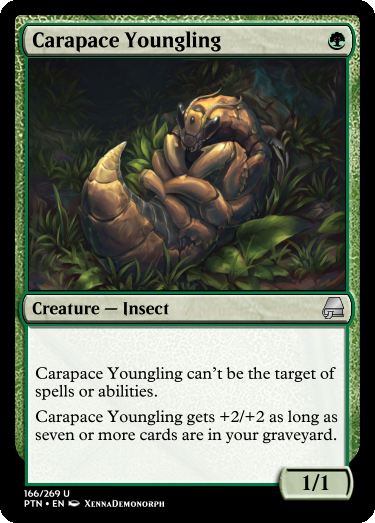 Carapace Youngling
Creature — Insect
Carapace Youngling can't be the target of
spells or abilities.
Carapace Youngling gets +2/+2 as long as
seven or more cards are in your graveyard.
1/1
166/269 U
PTN • EN XennaDemonorph